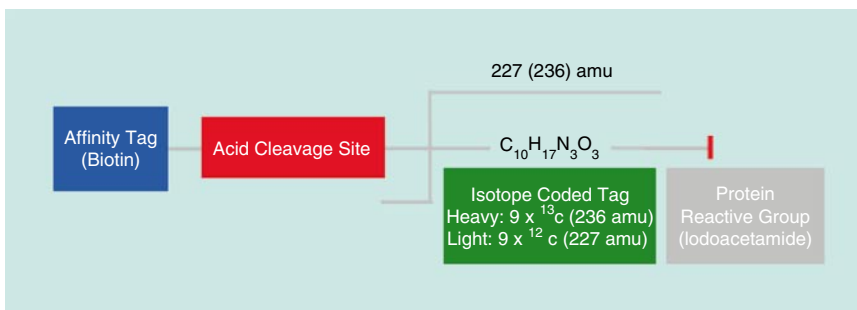 227 (236) amu
Affinity Tag
(Biotin)
Acid Cleavage Site
C₁₀H₁₇N₃O₃
Isotope Coded Tag
Heavy: 9 x ¹³c (236 amu)
Light: 9 x ¹² c (227 amu)
Protein
Reactive Group
(Iodoacetamide)